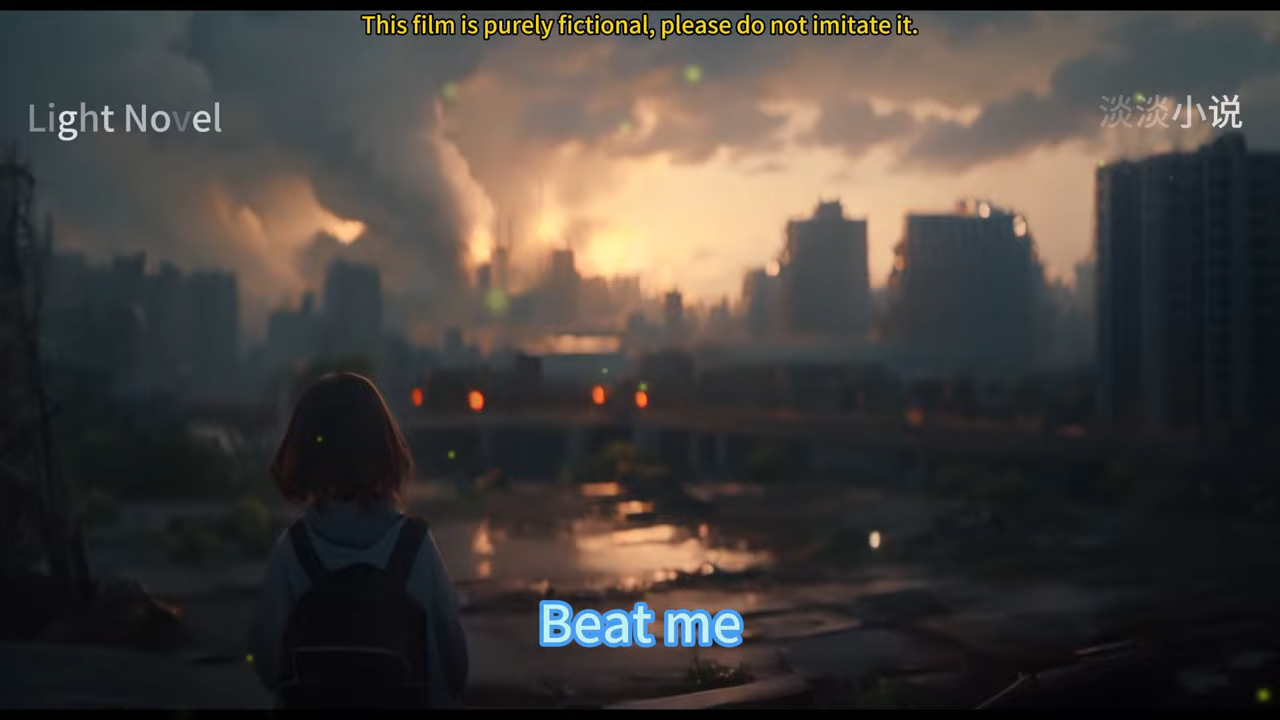 This film is purely fictional, please do not imitate it.
Light Novel
淡淡小说
Beat me